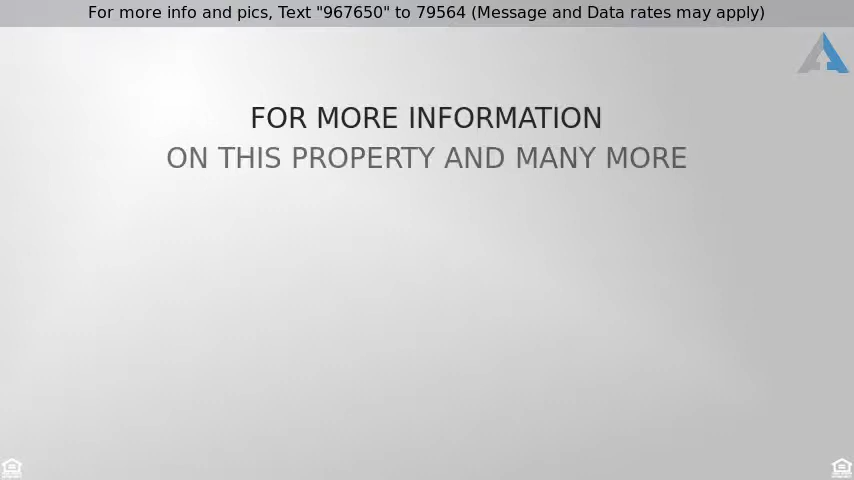 For more info and pics, Text "967650" to 79564 (Message and Data rates may apply)
FOR MORE INFORMATION
ON THIS PROPERTY AND MANY MORE